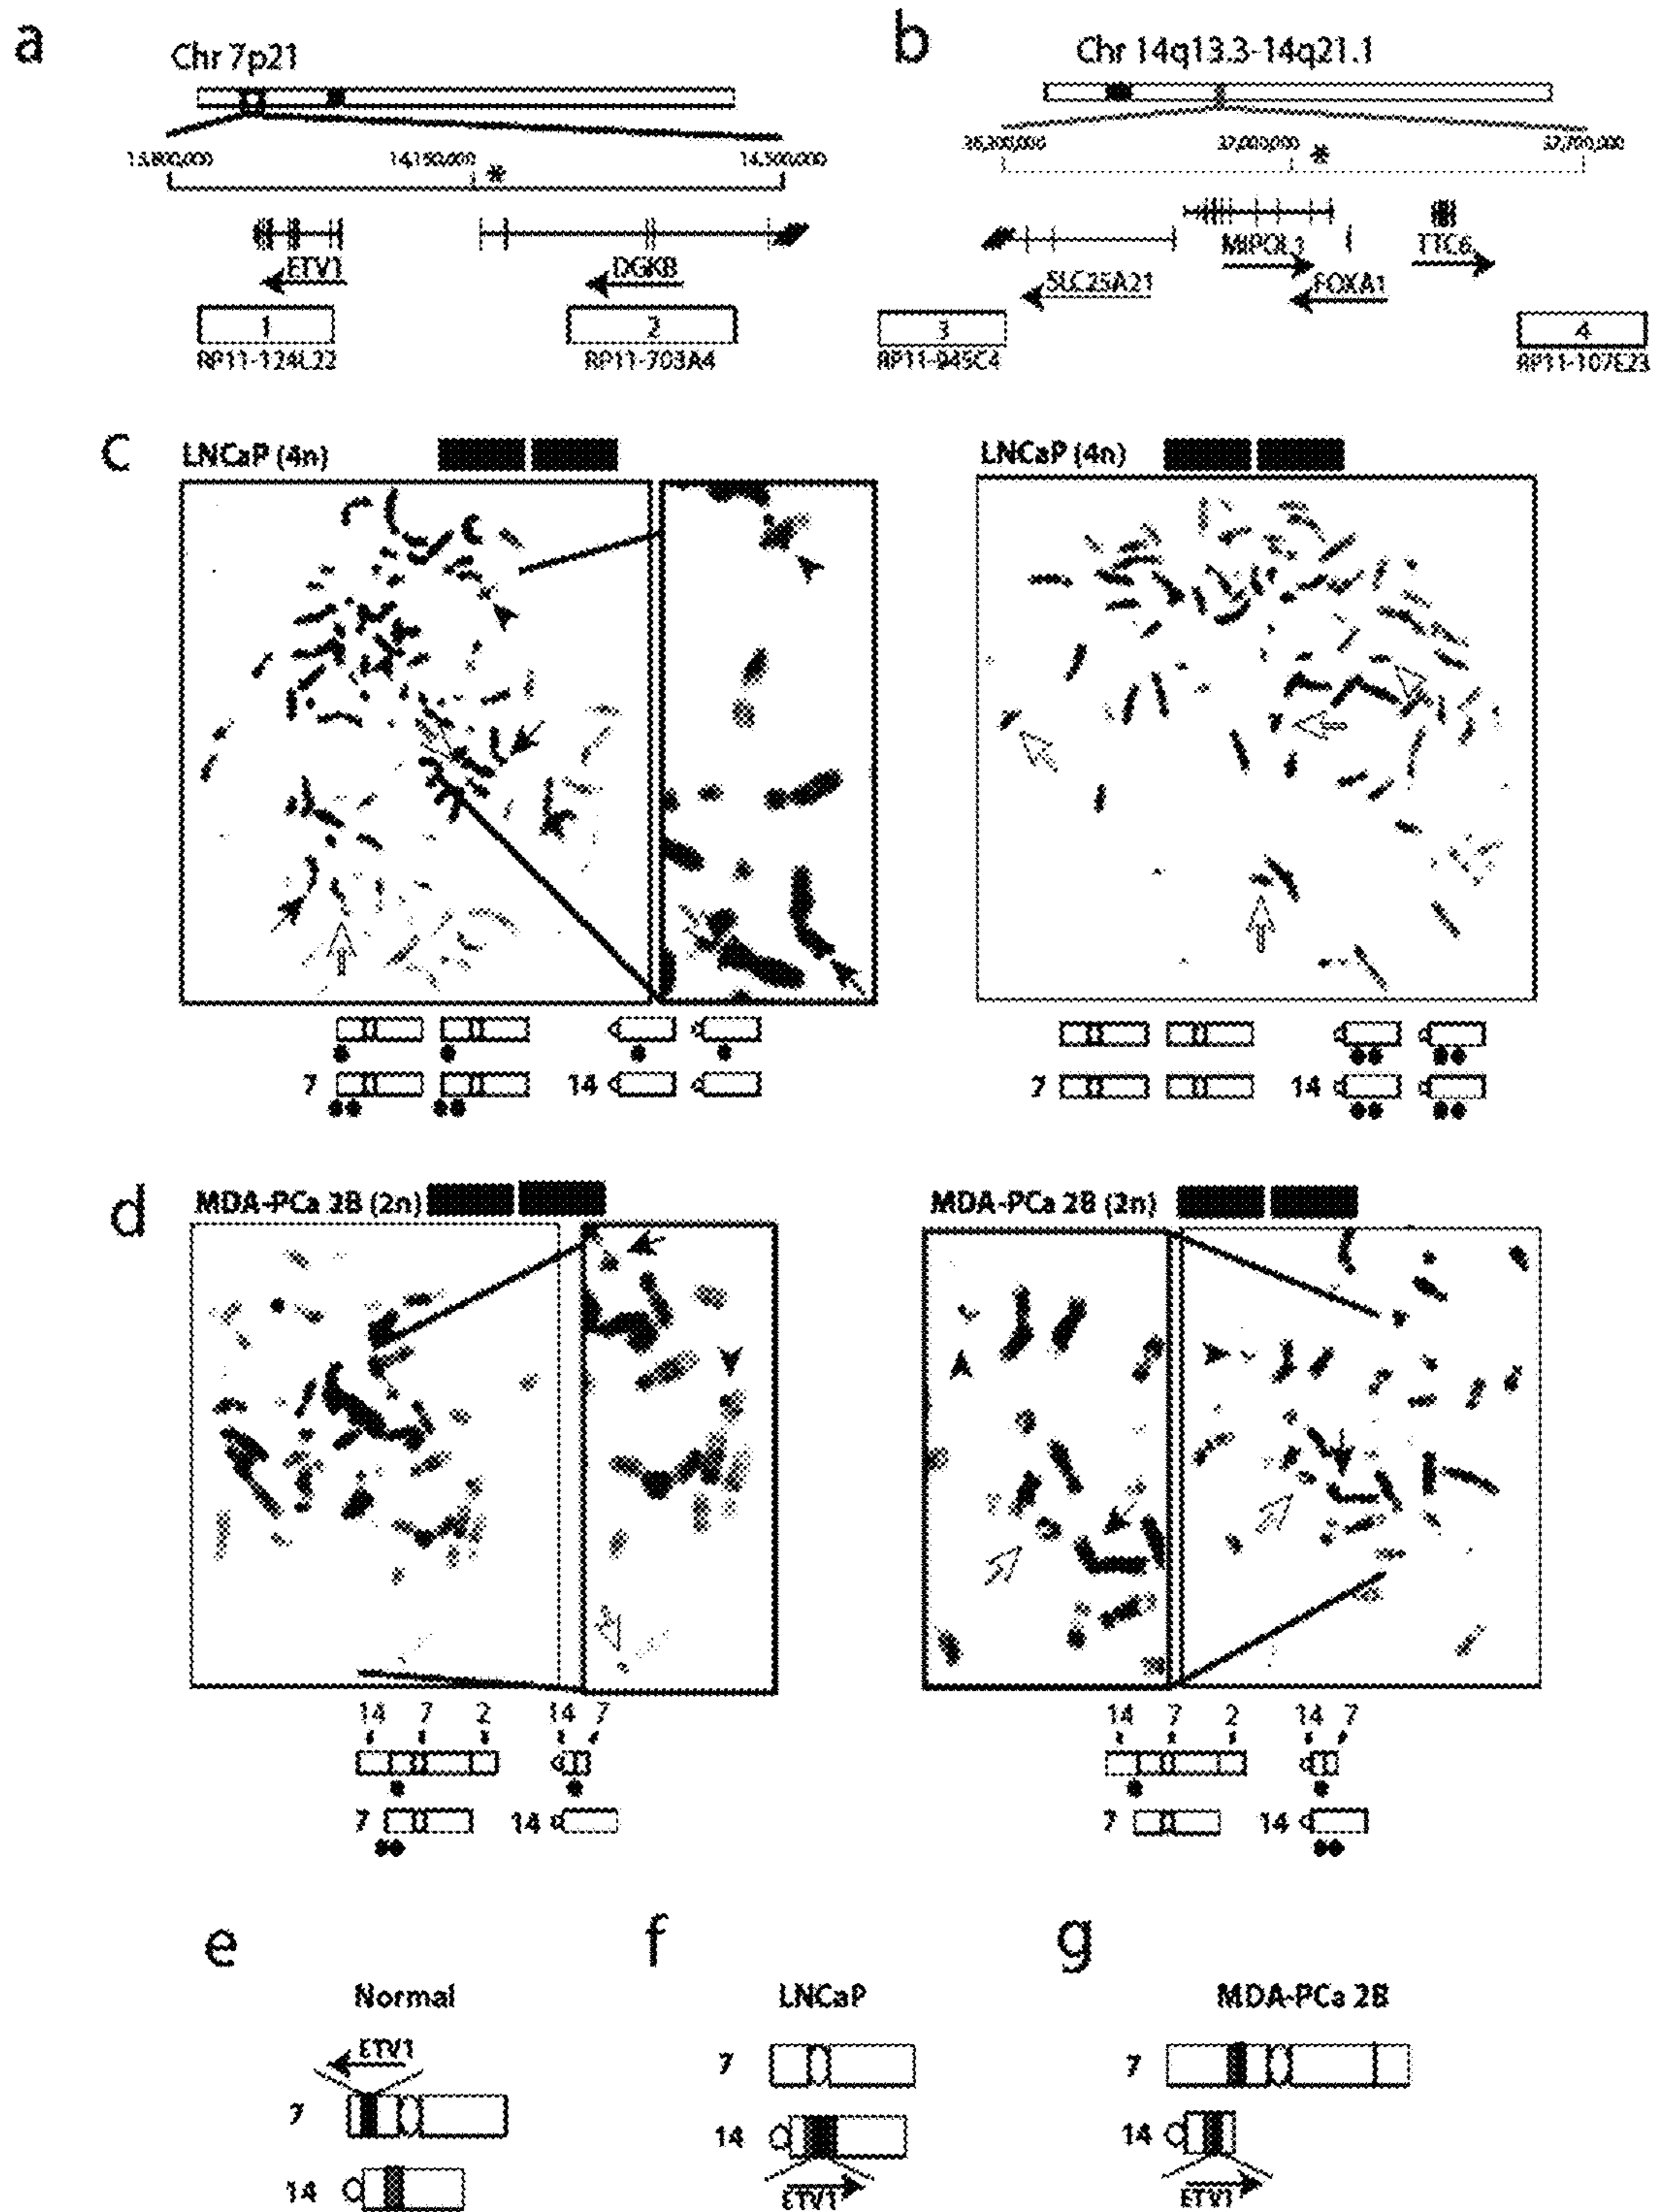 a
b
Chr 7p21
Chr 14q13.3-14q21.1
13,800,000 14,150,000 14,500,000
36,300,000 37,000,000 37,700,000
*
*
ETV1 DGKB
SLC25A21 MIPOL1 FOXA1 TTC6
1 2
3 4
RP11-124L22 RP11-703A4
RP11-945C4 RP11-107E23
c
LNCaP (4n)
LNCaP (4n)
7 14
7 14
d
MDA-PCa 2B (2n)
MDA-PCa 2B (2n)
14 7 2 14 7
14 7 2 14 7
7 14
7 14
e
f
g
Normal
LNCaP
MDA-PCa 2B
ETV1
7
7
7
14
14
14
ETV1
ETV1